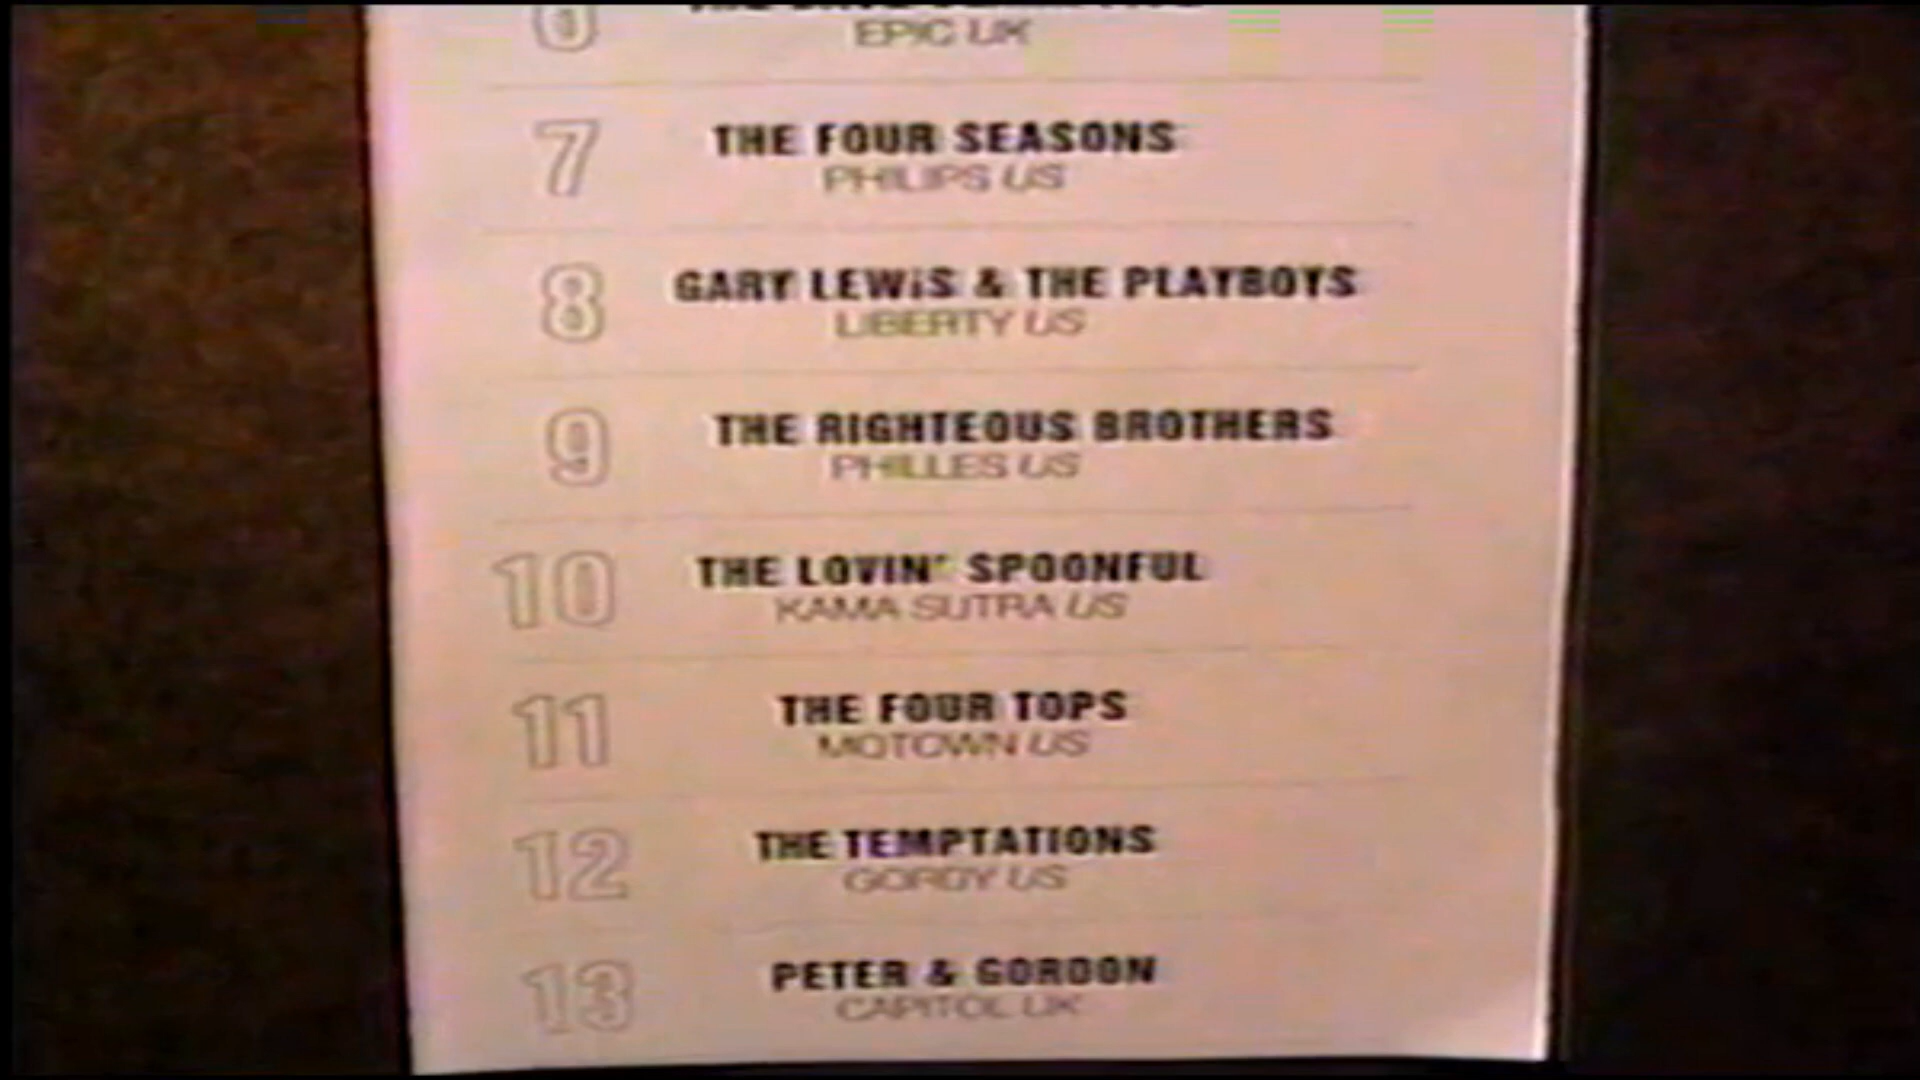 6
EPIC UK
7
THE FOUR SEASONS
PHILIPS US
8
GARY LEWiS & THE PLAYBOYS
LIBERTY US
9
THE RIGHTEOUS BROTHERS
PHILLES US
10
THE LOVIN' SPOONFUL
KAMA SUTRA US
11
THE FOUR TOPS
MOTOWN US
12
THE TEMPTATIONS
GORDY US
13
PETER & GORDON
CAPITOL UK